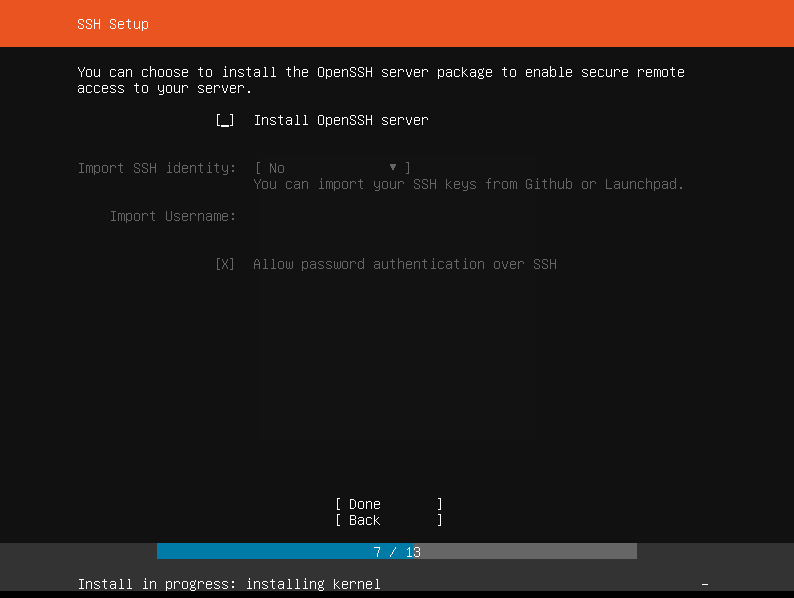 SSH Setup
You can choose to install the OpenSSH server package to enable secure remote
access to your server.
[_] Install OpenSSH server
Import SSH identity: [ No ▼ ]
You can import your SSH keys from Github or Launchpad.
Import Username:
[X] Allow password authentication over SSH
[ Done ]
[ Back ]
7 / 13
Install in progress: installing kernel –